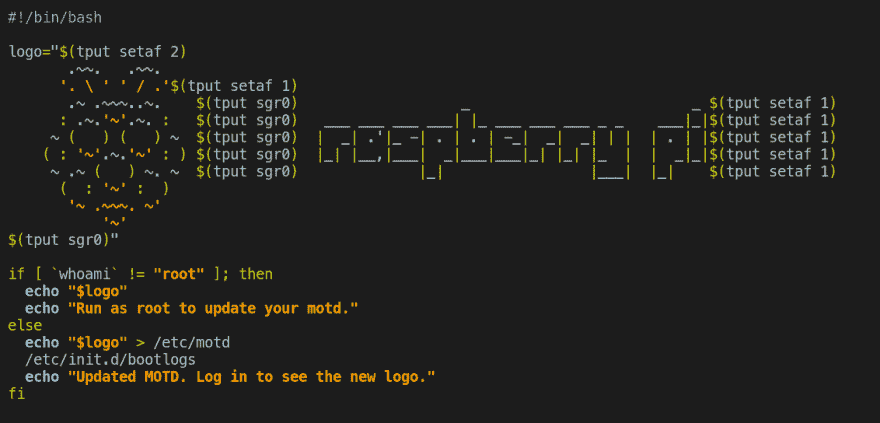 #!/bin/bash
logo="$(tput setaf 2)
       .~~.   .~~.
      '. \ ' ' / .'$(tput setaf 1)
       .~ .~~~..~.    $(tput sgr0)                   _                          _ $(tput setaf 1)
      : .~.'~'.~. :   $(tput sgr0)   ___ ___ ___ ___| |_ ___ ___ ___ _ _    ___|_|$(tput setaf 1)
     ~ (   ) (   ) ~  $(tput sgr0)  |  _| .'|_ -| . | . | -_|  _|  _| | |  | . | |$(tput setaf 1)
    ( : '~'.~.'~' : ) $(tput sgr0)  |_| |__,|___|  _|___|___|_| |_| |_  |  |  _|_|$(tput setaf 1)
     ~ .~ (   ) ~. ~  $(tput sgr0)              |_|                 |___|  |_|    $(tput setaf 1)
      (  : '~' :  )
       '~ .~~~. ~'
           '~'
$(tput sgr0)"
if [ `whoami` != "root" ]; then
  echo "$logo"
  echo "Run as root to update your motd."
else
  echo "$logo" > /etc/motd
  /etc/init.d/bootlogs
  echo "Updated MOTD. Log in to see the new logo."
fi